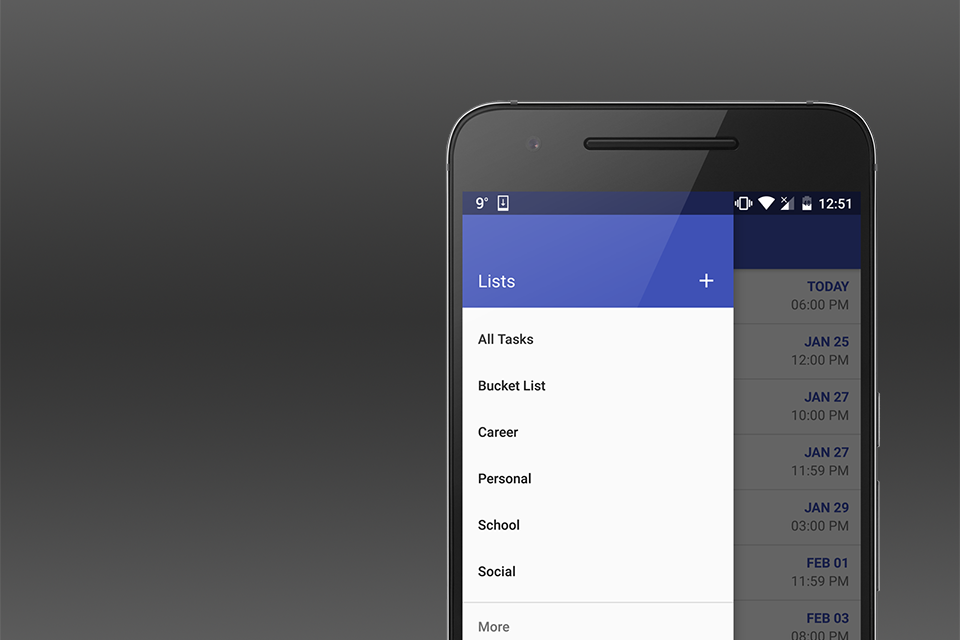 9°
12:51
Lists
+
All Tasks
Bucket List
Career
Personal
School
Social
More
TODAY
06:00 PM
JAN 25
12:00 PM
JAN 27
10:00 PM
JAN 27
11:59 PM
JAN 29
03:00 PM
FEB 01
11:59 PM
FEB 03
08:00 PM